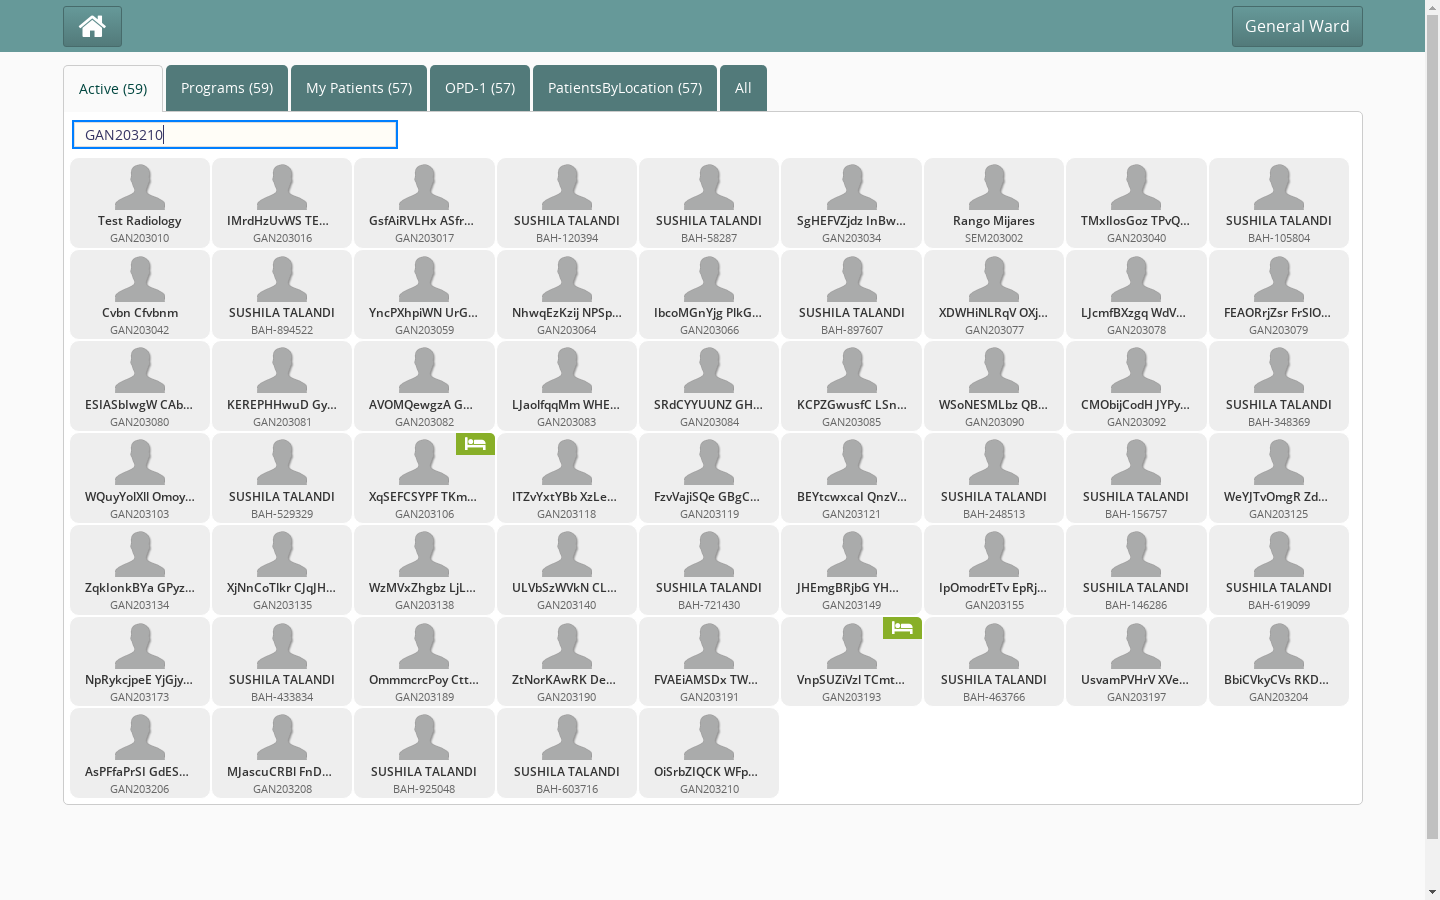 General Ward
Active (59)
Programs (59)
My Patients (57)
OPD-1 (57)
PatientsByLocation (57)
All
GAN203210
Test Radiology
GAN203010
IMrdHzUvWS TE...
GAN203016
GsfAiRVLHx ASfr...
GAN203017
SUSHILA TALANDI
BAH-120394
SUSHILA TALANDI
BAH-58287
SgHEFVZjdz InBw...
GAN203034
Rango Mijares
SEM203002
TMxIIosGoz TPvQ...
GAN203040
SUSHILA TALANDI
BAH-105804
Cvbn Cfvbnm
GAN203042
SUSHILA TALANDI
BAH-894522
YncPXhpiWN UrG...
GAN203059
NhwqEzKzij NPSp...
GAN203064
IbcoMGnYjg PlkG...
GAN203066
SUSHILA TALANDI
BAH-897607
XDWHiNLRqV OXj...
GAN203077
LJcmfBXzgq WdV...
GAN203078
FEAORrjZsr FrSIO...
GAN203079
ESIASbIwgW CAb...
GAN203080
KEREPHHwuD Gy...
GAN203081
AVOMQewgzA G...
GAN203082
LJaolfqqMm WHE...
GAN203083
SRdCYYUUNZ GH...
GAN203084
KCPZGwusfC LSn...
GAN203085
WSoNESMLbz QB...
GAN203090
CMObijCodH JYPy...
GAN203092
SUSHILA TALANDI
BAH-348369
WQuyYolXll Omoy...
GAN203103
SUSHILA TALANDI
BAH-529329
XqSEFCSYPF TKm...
GAN203106
ITZvYxtYBb XzLe...
GAN203118
FzvVajiSQe GBgC...
GAN203119
BEYtcwxcaI QnzV...
GAN203121
SUSHILA TALANDI
BAH-248513
SUSHILA TALANDI
BAH-156757
WeYJTvOmgR Zd...
GAN203125
ZqkIonkBYa GPyz...
GAN203134
XjNnCoTlkr CJqJH...
GAN203135
WzMVxZhgbz LjL...
GAN203138
ULVbSzWVkN CL...
GAN203140
SUSHILA TALANDI
BAH-721430
JHEmgBRjbG YH...
GAN203149
IpOmodrETv EpRj...
GAN203155
SUSHILA TALANDI
BAH-146286
SUSHILA TALANDI
BAH-619099
NpRykcjpeE YjGjy...
GAN203173
SUSHILA TALANDI
BAH-433834
OmmmcrcPoy Ctt...
GAN203189
ZtNorKAwRK De...
GAN203190
FVAEiAMSDx TW...
GAN203191
VnpSUZiVzl TCmt...
GAN203193
SUSHILA TALANDI
BAH-463766
UsvamPVHrV XVe...
GAN203197
BbiCVkyCVs RKD...
GAN203204
AsPFfaPrSI GdES...
GAN203206
MJascuCRBI FnD...
GAN203208
SUSHILA TALANDI
BAH-925048
SUSHILA TALANDI
BAH-603716
OiSrbZIQCK WFp...
GAN203210